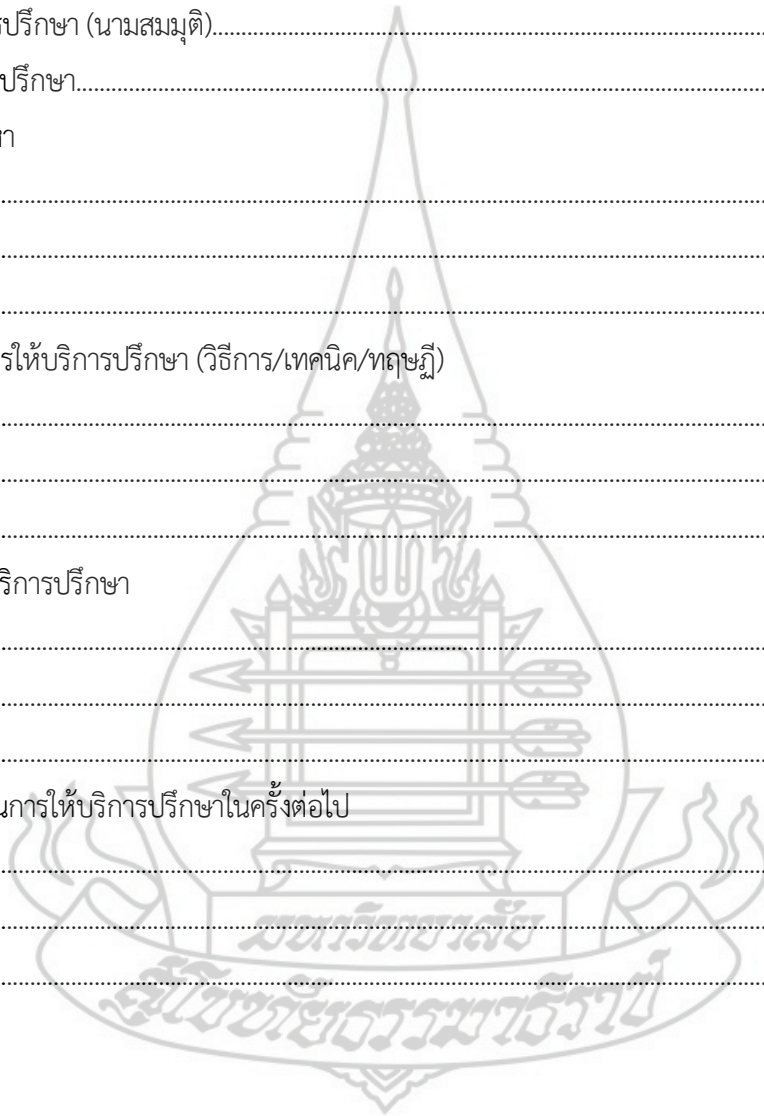 รปรึกษา (นามสมมุติ)..........................................................................................
ปรึกษา..........................................................................................
หา
..........................................................................................
..........................................................................................
..........................................................................................
รให้บริการปรึกษา (วิธีการ/เทคนิค/ทฤษฎี)
..........................................................................................
..........................................................................................
..........................................................................................
ริการปรึกษา
..........................................................................................
..........................................................................................
..........................................................................................
นการให้บริการปรึกษาในครั้งต่อไป
..........................................................................................
มหาวิทยาลัย
..........................................................................................
สุโขทัยธรรมาธิราช
..........................................................................................